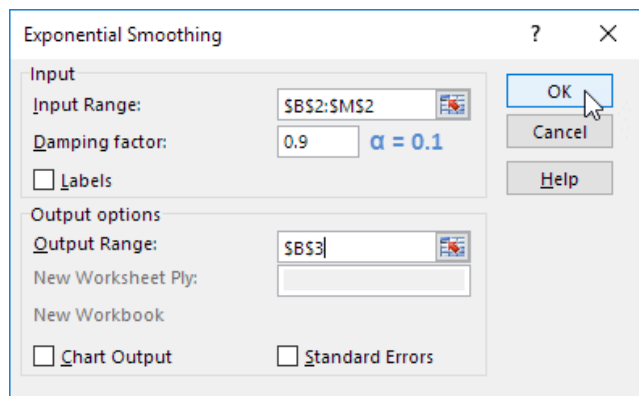 Exponential Smoothing ?
Input
Input Range: $B$2:$M$2
Damping factor: 0.9 α = 0.1
Labels
Output options
Output Range: $B$3
New Worksheet Ply:
New Workbook
Chart Output Standard Errors
OK
Cancel
Help